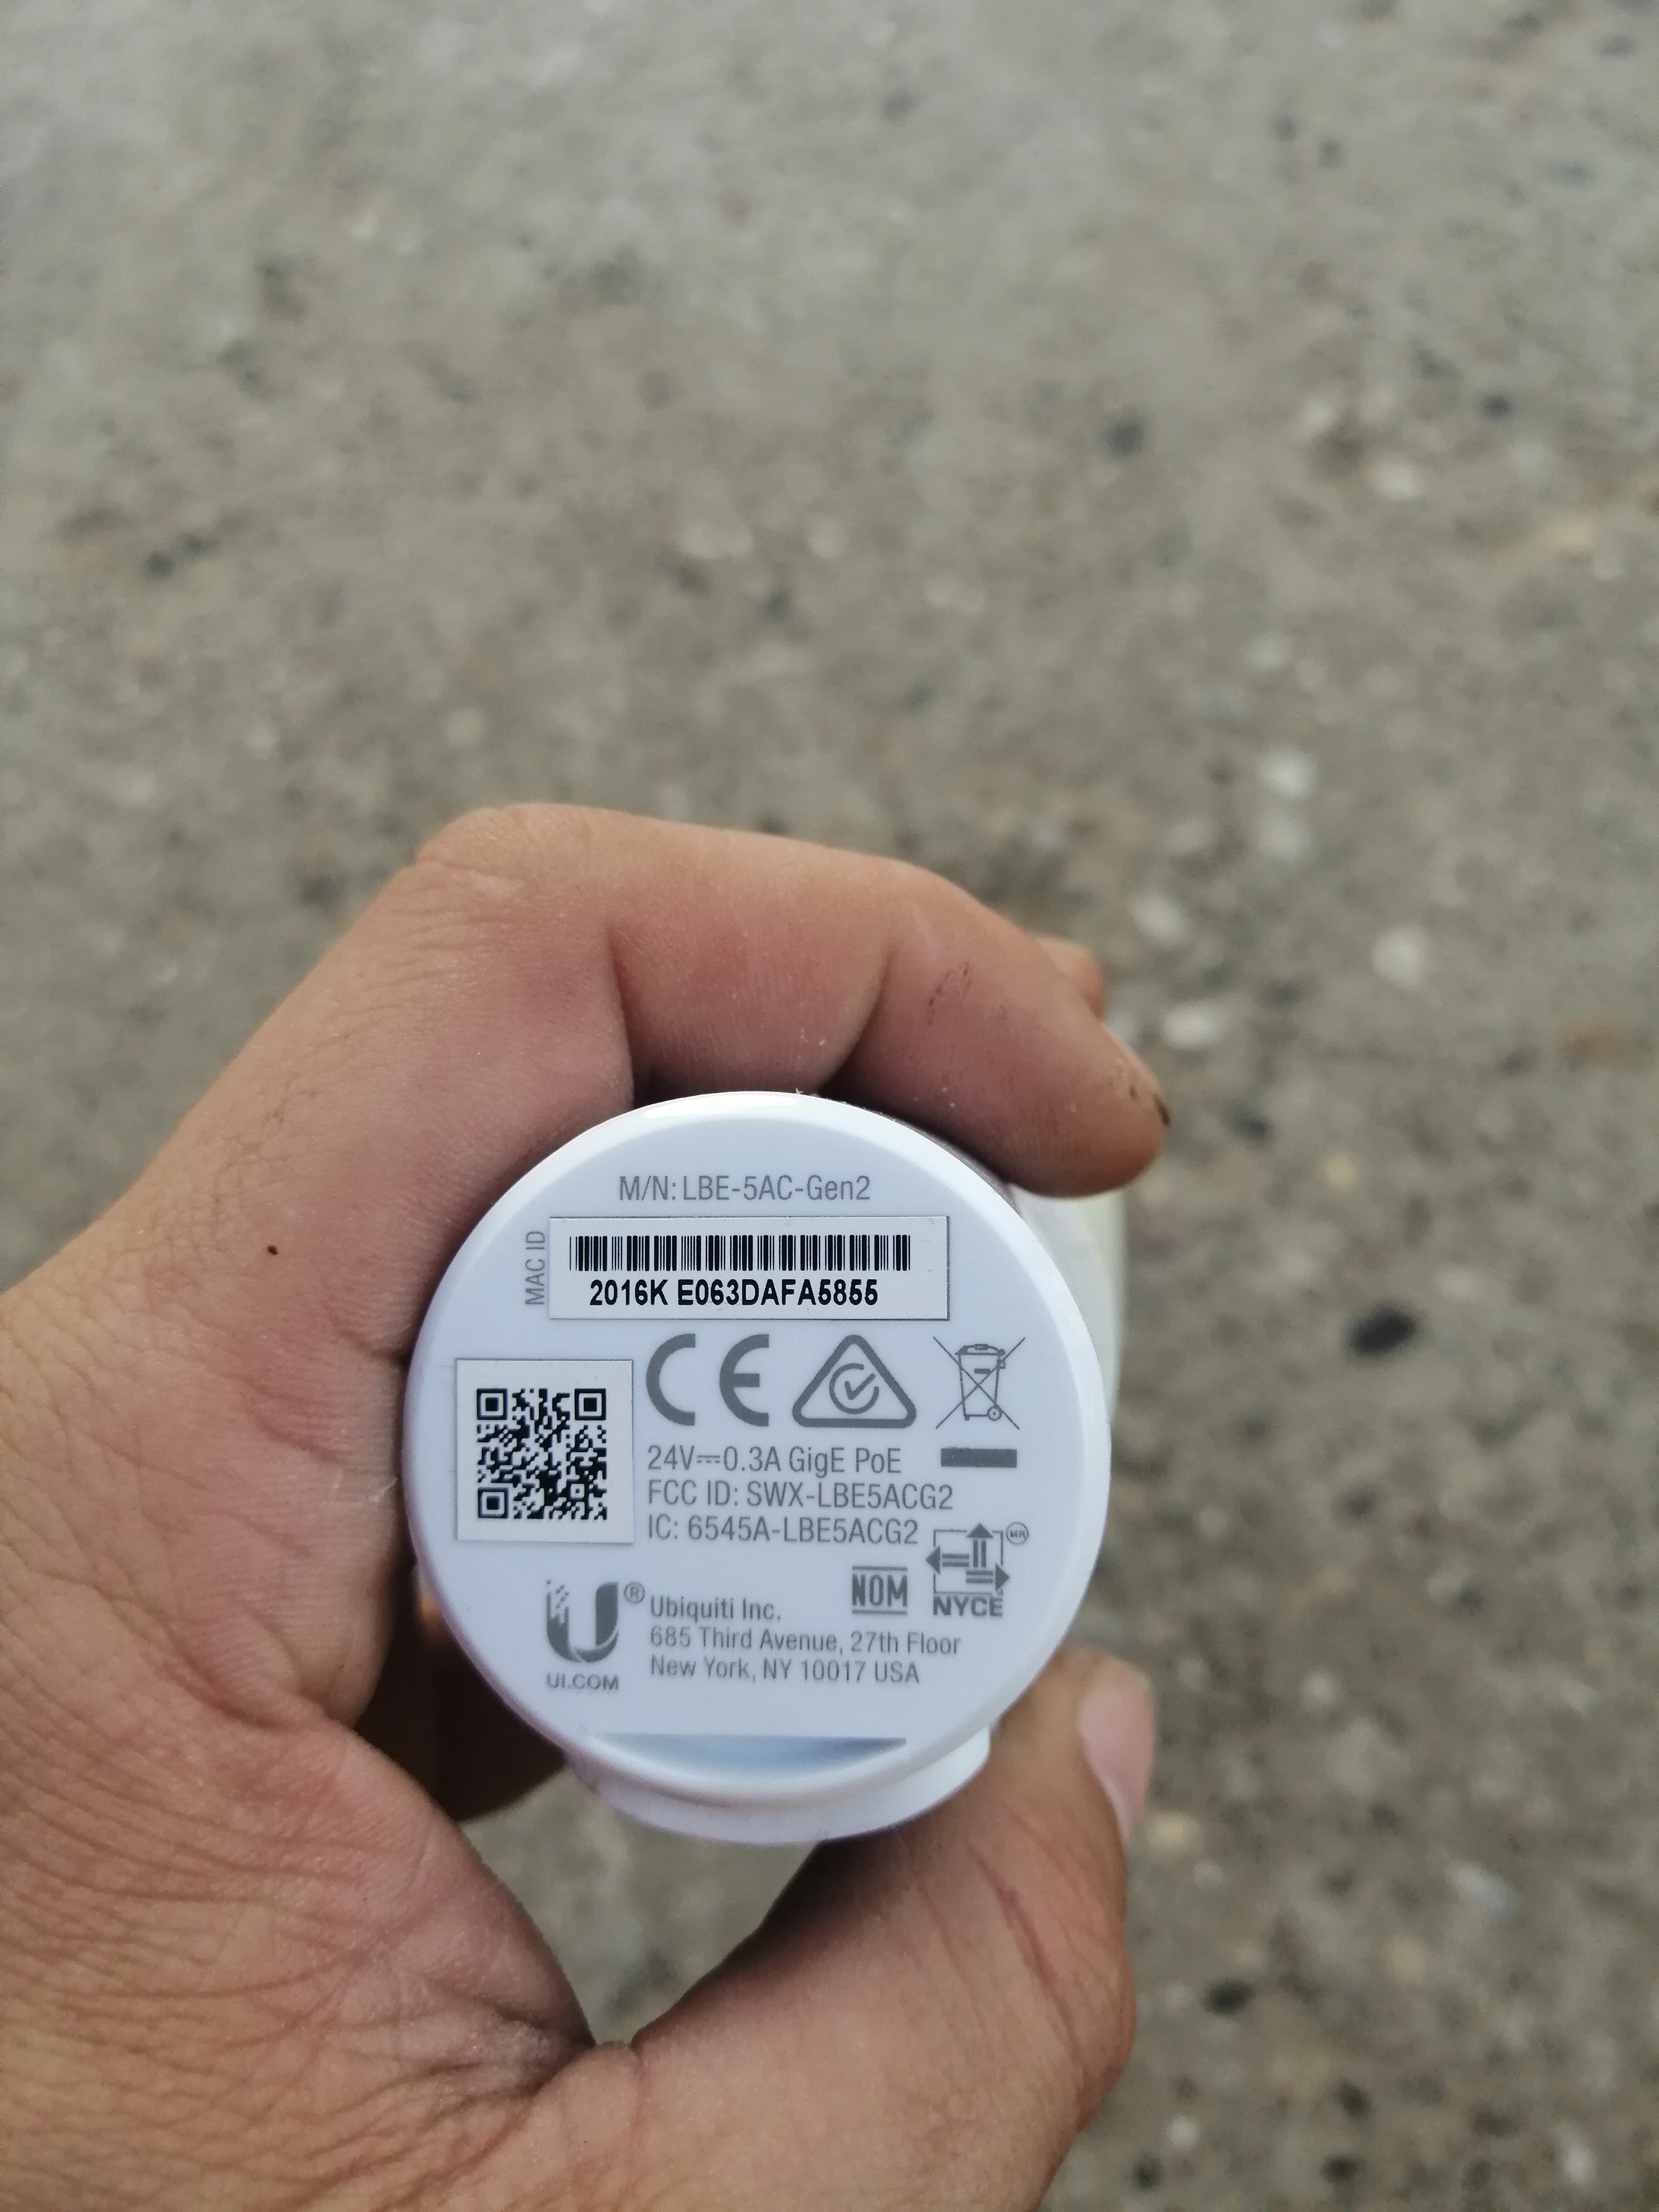 M/N: LBE-5AC-Gen2
MAC ID
2016K E063DAFA5855
CE
24V⎓0.3A GigE PoE
FCC ID: SWX-LBE5ACG2
IC: 6545A-LBE5ACG2
MR
NOM
NYCE
U®
UI.COM
Ubiquiti Inc.
685 Third Avenue, 27th Floor
New York, NY 10017 USA